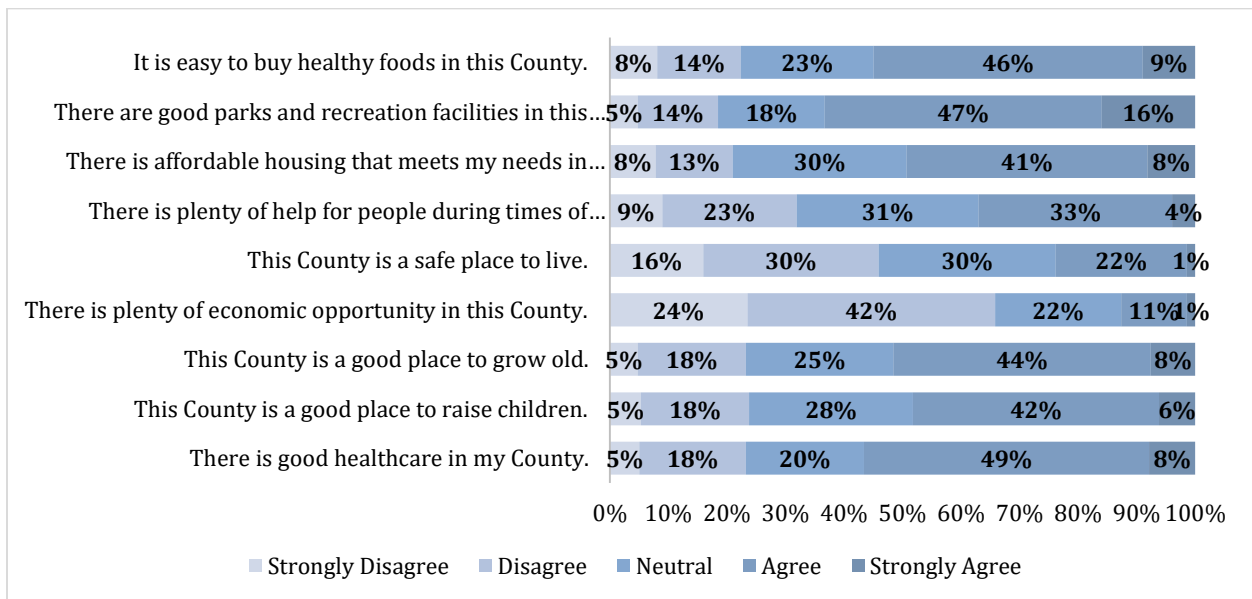 It is easy to buy healthy foods in this County. 8% 14% 23% 46% 9%
There are good parks and recreation facilities in this… 5% 14% 18% 47% 16%
There is affordable housing that meets my needs in… 8% 13% 30% 41% 8%
There is plenty of help for people during times of… 9% 23% 31% 33% 4%
This County is a safe place to live. 16% 30% 30% 22% 1%
There is plenty of economic opportunity in this County. 24% 42% 22% 11% 1%
This County is a good place to grow old. 5% 18% 25% 44% 8%
This County is a good place to raise children. 5% 18% 28% 42% 6%
There is good healthcare in my County. 5% 18% 20% 49% 8%
0% 10% 20% 30% 40% 50% 60% 70% 80% 90% 100%
Strongly Disagree Disagree Neutral Agree Strongly Agree